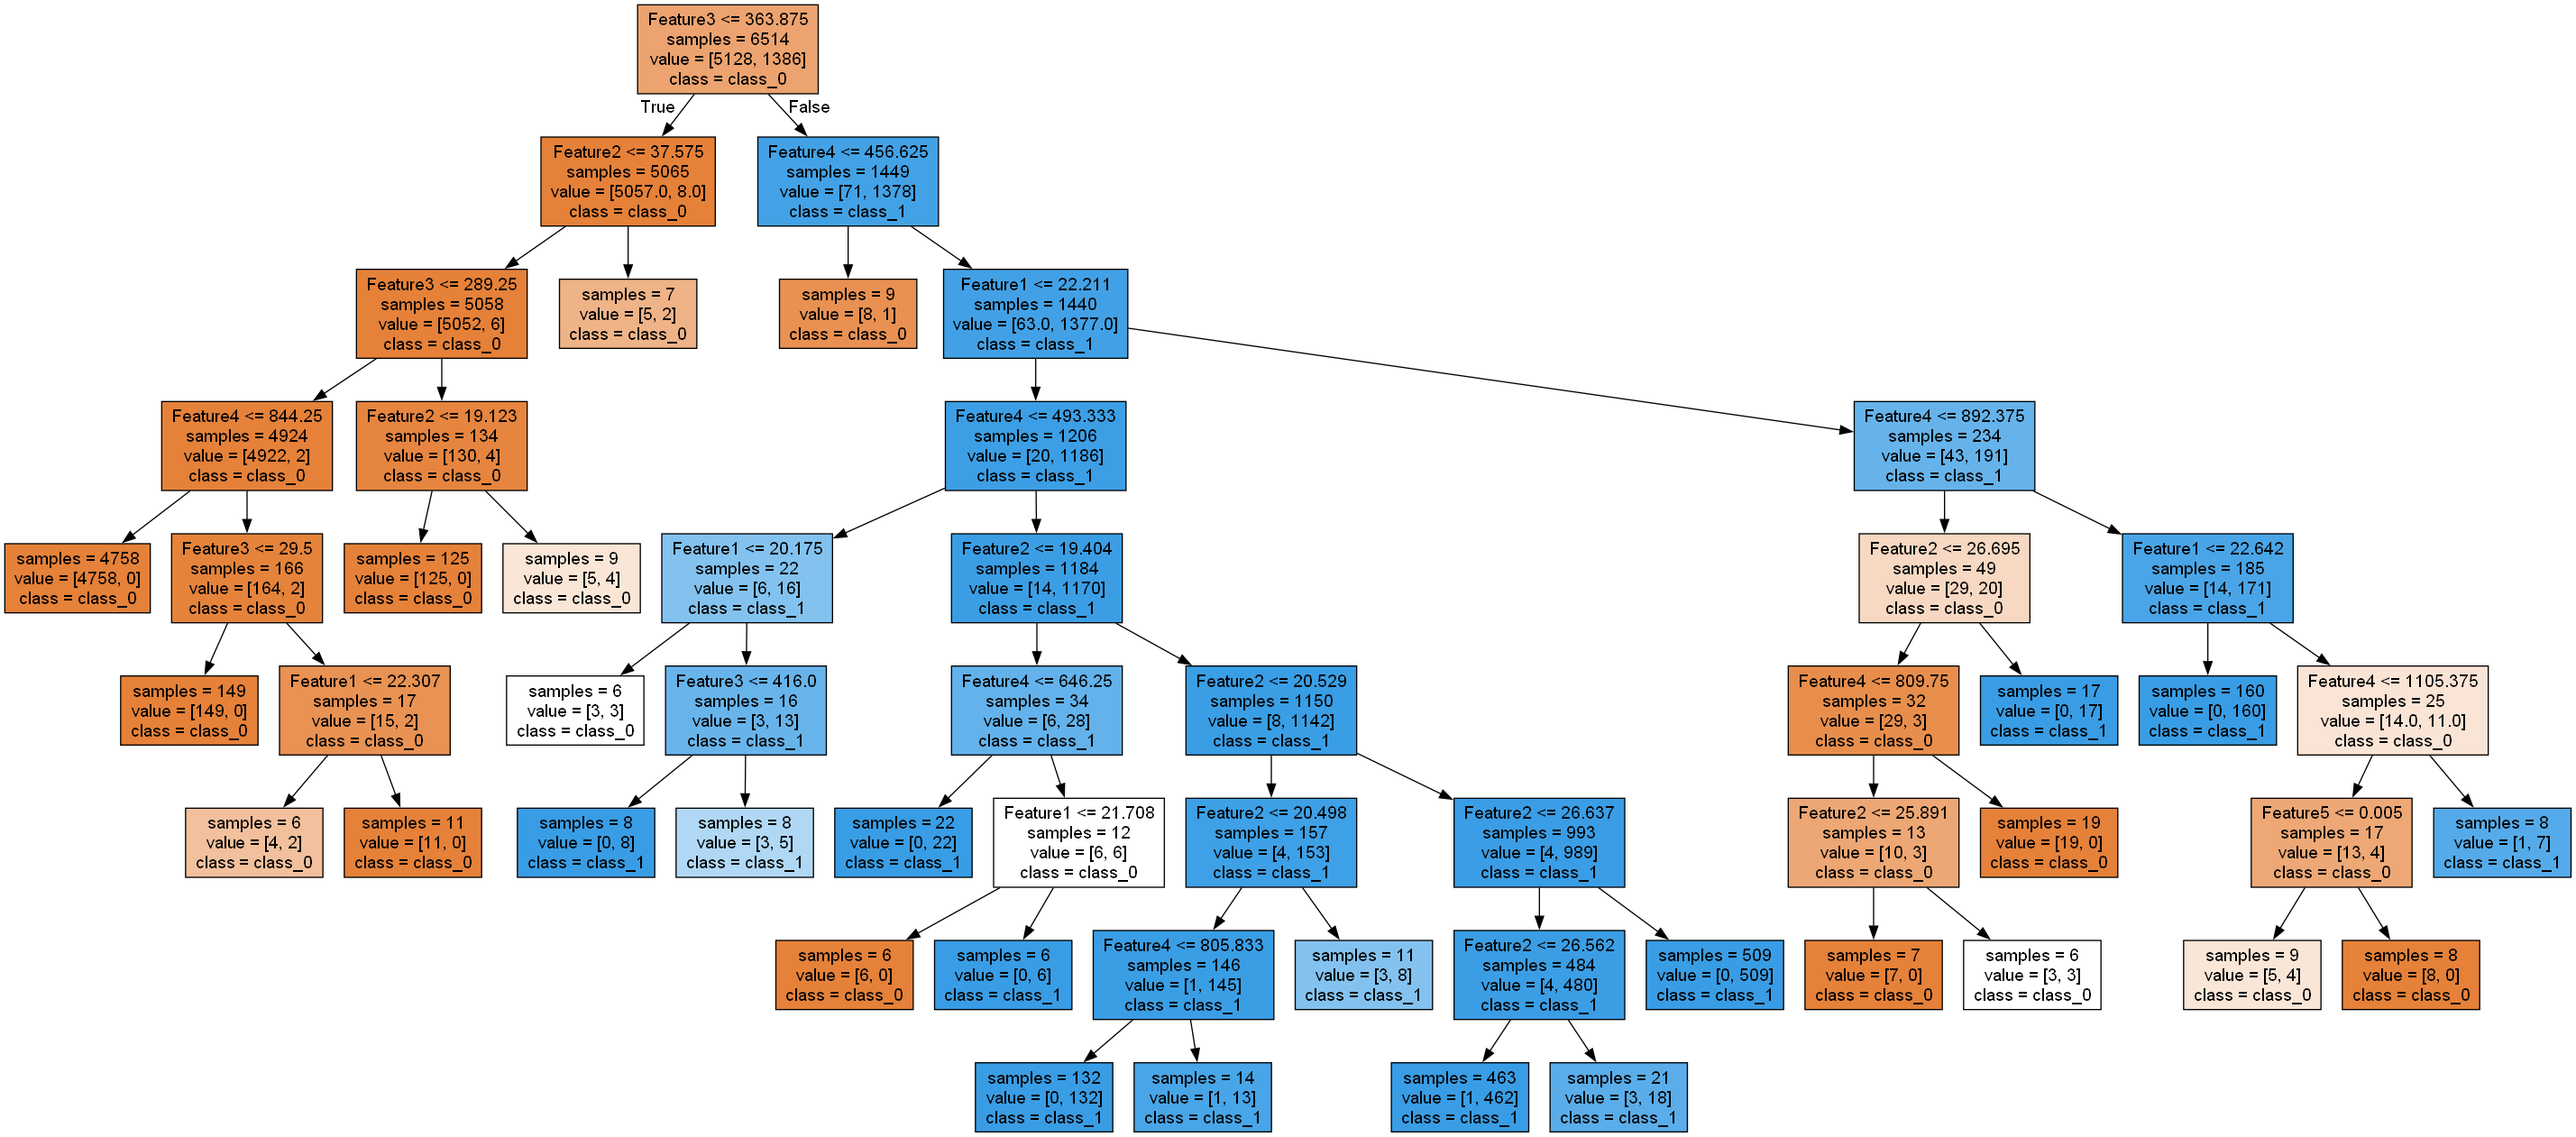 Feature3 <= 363.875
samples = 6514
value = [5128, 1386]
class = class_0
True
False
Feature2 <= 37.575
samples = 5065
value = [5057.0, 8.0]
class = class_0
Feature4 <= 456.625
samples = 1449
value = [71, 1378]
class = class_1
Feature3 <= 289.25
samples = 5058
value = [5052, 6]
class = class_0
samples = 7
value = [5, 2]
class = class_0
samples = 9
value = [8, 1]
class = class_0
Feature1 <= 22.211
samples = 1440
value = [63.0, 1377.0]
class = class_1
Feature4 <= 844.25
samples = 4924
value = [4922, 2]
class = class_0
Feature2 <= 19.123
samples = 134
value = [130, 4]
class = class_0
Feature4 <= 493.333
samples = 1206
value = [20, 1186]
class = class_1
Feature4 <= 892.375
samples = 234
value = [43, 191]
class = class_1
samples = 4758
value = [4758, 0]
class = class_0
Feature3 <= 29.5
samples = 166
value = [164, 2]
class = class_0
samples = 125
value = [125, 0]
class = class_0
samples = 9
value = [5, 4]
class = class_0
Feature1 <= 20.175
samples = 22
value = [6, 16]
class = class_1
Feature2 <= 19.404
samples = 1184
value = [14, 1170]
class = class_1
Feature2 <= 26.695
samples = 49
value = [29, 20]
class = class_0
Feature1 <= 22.642
samples = 185
value = [14, 171]
class = class_1
samples = 149
value = [149, 0]
class = class_0
Feature1 <= 22.307
samples = 17
value = [15, 2]
class = class_0
samples = 6
value = [3, 3]
class = class_0
Feature3 <= 416.0
samples = 16
value = [3, 13]
class = class_1
Feature4 <= 646.25
samples = 34
value = [6, 28]
class = class_1
Feature2 <= 20.529
samples = 1150
value = [8, 1142]
class = class_1
Feature4 <= 809.75
samples = 32
value = [29, 3]
class = class_0
samples = 17
value = [0, 17]
class = class_1
samples = 160
value = [0, 160]
class = class_1
Feature4 <= 1105.375
samples = 25
value = [14.0, 11.0]
class = class_0
samples = 6
value = [4, 2]
class = class_0
samples = 11
value = [11, 0]
class = class_0
samples = 8
value = [0, 8]
class = class_1
samples = 8
value = [3, 5]
class = class_1
samples = 22
value = [0, 22]
class = class_1
Feature1 <= 21.708
samples = 12
value = [6, 6]
class = class_0
Feature2 <= 20.498
samples = 157
value = [4, 153]
class = class_1
Feature2 <= 26.637
samples = 993
value = [4, 989]
class = class_1
Feature2 <= 25.891
samples = 13
value = [10, 3]
class = class_0
samples = 19
value = [19, 0]
class = class_0
Feature5 <= 0.005
samples = 17
value = [13, 4]
class = class_0
samples = 8
value = [1, 7]
class = class_1
samples = 6
value = [6, 0]
class = class_0
samples = 6
value = [0, 6]
class = class_1
Feature4 <= 805.833
samples = 146
value = [1, 145]
class = class_1
samples = 11
value = [3, 8]
class = class_1
Feature2 <= 26.562
samples = 484
value = [4, 480]
class = class_1
samples = 509
value = [0, 509]
class = class_1
samples = 7
value = [7, 0]
class = class_0
samples = 6
value = [3, 3]
class = class_0
samples = 9
value = [5, 4]
class = class_0
samples = 8
value = [8, 0]
class = class_0
samples = 132
value = [0, 132]
class = class_1
samples = 14
value = [1, 13]
class = class_1
samples = 463
value = [1, 462]
class = class_1
samples = 21
value = [3, 18]
class = class_1